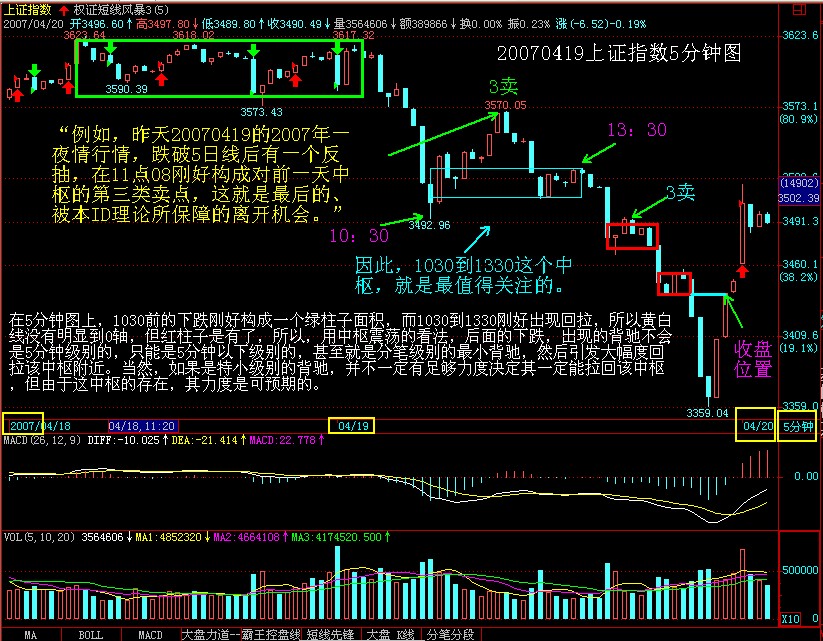 上证指数 权证短线风暴3(5)
2007/04/20 开3496.60↑高3497.80↓低3489.80↑收3490.49↓量3564606↓额389866↓换0.00% 振0.23% 涨(-6.52)-0.19%
3623.64
3618.02
3617.32
3623.6
20070419上证指数5分钟图
3590.39
3573.43
3卖
3570.05
3573.1
(80.9%)
“例如，昨天20070419的2007年一
夜情行情，跌破5日线后有一个反
抽，在11点08刚好构成对前一天中
枢的第三类卖点，这就是最后的、
被本ID理论所保障的离开机会。”
13：30
(14902)
3502.39
3卖
3492.96
3491.3
10：30
因此，1030到1330这个中
枢，就是最值得关注的。
3460.1
(38.2%)
在5分钟图上，1030前的下跌刚好构成一个绿柱子面积，而1030到1330刚好出现回拉，所以黄白
线没有明显到0轴，但红柱子是有了，所以，用中枢震荡的看法，后面的下跌，出现的背驰不会
是5分钟级别的，只能是5分钟以下级别的，甚至就是分笔级别的最小背驰，然后引发大幅度回
拉该中枢附近。当然，如果是特小级别的背驰，并不一定有足够力度决定其一定能拉回该中枢
，但由于这中枢的存在，其力度是可预期的。
收盘
位置
3409.6
(19.1%)
3359.04
3359.0
2007/04/18
04/18,11:20
04/19
04/20
5分钟
MACD(26,12,9) DIFF:-10.025↑DEA:-21.414↑MACD:22.778↑
0.00
VOL(5,10,20) 3564606↓MA1:4852320↓MA2:4664108↑MA3:4174520.500↑
500000
X10
0
MA BOLL MACD 大盘力道--霸王控盘线 短线先锋 大盘 K线 分笔分段